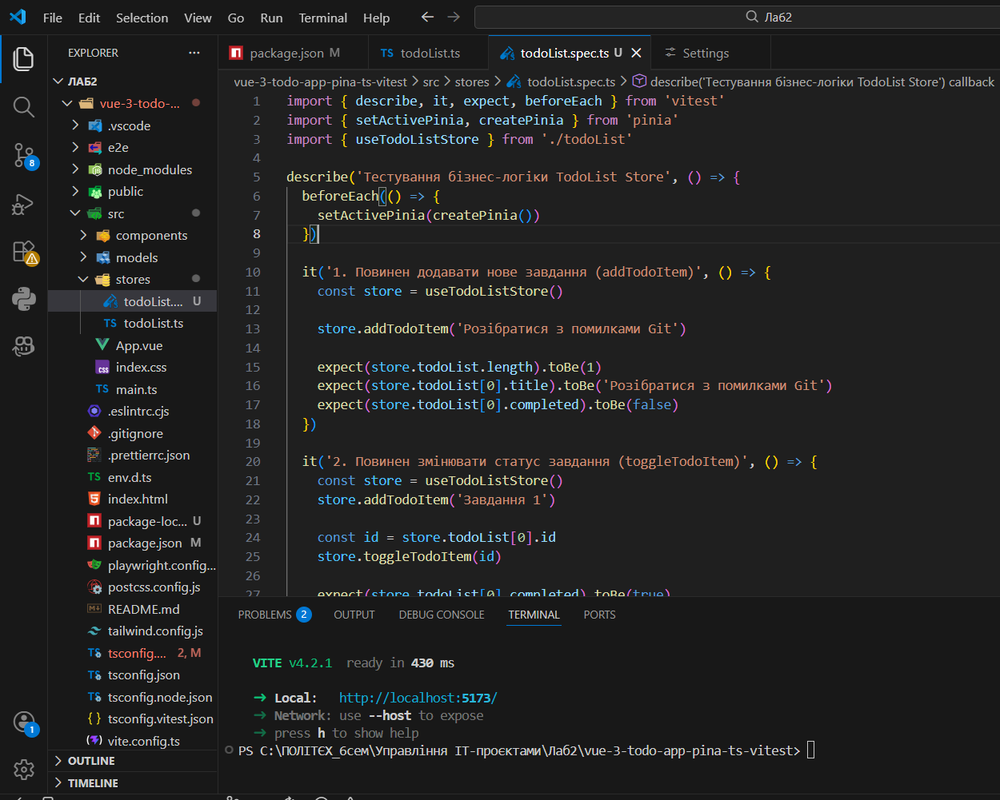 File Edit Selection View Go Run Terminal Help
Лаб2
EXPLORER
ЛАБ2
vue-3-todo-...
.vscode
e2e
node_modules
public
src
components
models
stores
todoList.... U
todoList.ts
App.vue
index.css
main.ts
.eslintrc.cjs
.gitignore
.prettierrc.json
env.d.ts
index.html
package-loc... U
package.json M
playwright.config...
postcss.config.js
README.md
tailwind.config.js
tsconfig.... 2, M
tsconfig.json
tsconfig.node.json
tsconfig.vitest.json
vite.config.ts
OUTLINE
TIMELINE
8
1
package.json M
TS todoList.ts
todoList.spec.ts U
Settings
vue-3-todo-app-pina-ts-vitest > src > stores > todoList.spec.ts > describe('Тестування бізнес-логіки TodoList Store') callback
1 import { describe, it, expect, beforeEach } from 'vitest'
2 import { setActivePinia, createPinia } from 'pinia'
3 import { useTodoListStore } from './todoList'
4
5 describe('Тестування бізнес-логіки TodoList Store', () => {
6 beforeEach(() => {
7 setActivePinia(createPinia())
8 })
9
10 it('1. Повинен додавати нове завдання (addTodoItem)', () => {
11 const store = useTodoListStore()
12
13 store.addTodoItem('Розібратися з помилками Git')
14
15 expect(store.todoList.length).toBe(1)
16 expect(store.todoList[0].title).toBe('Розібратися з помилками Git')
17 expect(store.todoList[0].completed).toBe(false)
18 })
19
20 it('2. Повинен змінювати статус завдання (toggleTodoItem)', () => {
21 const store = useTodoListStore()
22 store.addTodoItem('Завдання 1')
23
24 const id = store.todoList[0].id
25 store.toggleTodoItem(id)
26
27 expect(store.todoList[0].completed).toBe(true)
PROBLEMS 2 OUTPUT DEBUG CONSOLE TERMINAL PORTS
VITE v4.2.1 ready in 430 ms
➜ Local: http://localhost:5173/
➜ Network: use --host to expose
➜ press h to show help
PS C:\ПОЛІТЄХ_6сем\Управління ІТ-проєктами\Лаб2\vue-3-todo-app-pina-ts-vitest>